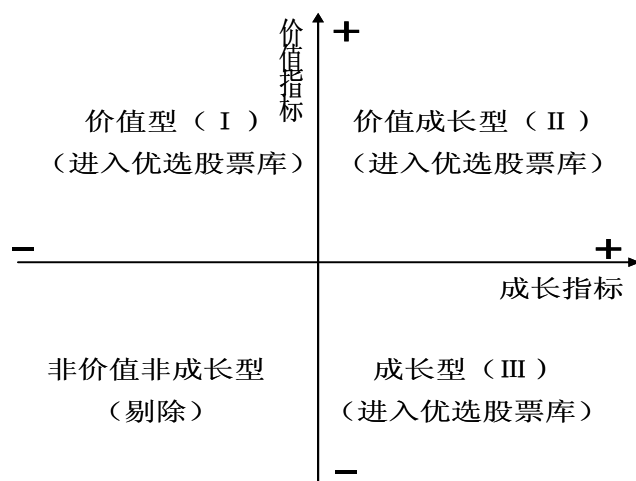 价值指标
+
价值型（Ⅰ）
（进入优选股票库）
价值成长型（Ⅱ）
（进入优选股票库）
－
+
成长指标
非价值非成长型
（剔除）
成长型（Ⅲ）
（进入优选股票库）
－